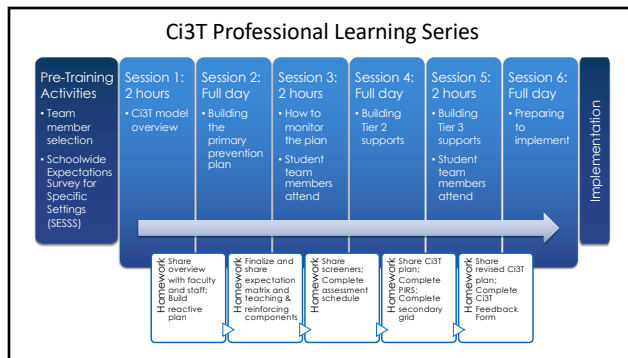 Ci3T Professional Learning Series
Pre-Training
Activities
• Team
member
selection
• Schoolwide
Expectations
Survey for
Specific
Settings
(SESSS)
Session 1:
2 hours
• Ci3T model
overview
Session 2:
Full day
• Building
the
primary
prevention
plan
Session 3:
2 hours
• How to
monitor
the plan
• Student
team
members
attend
Session 4:
Full day
• Building
Tier 2
supports
Session 5:
2 hours
• Building
Tier 3
supports
• Student
team
members
attend
Session 6:
Full day
• Preparing
to
implement
Implementation
Homework
Share
overview
with faculty
and staff;
Build
reactive
plan
Homework
Finalize and
share
expectation
matrix and
teaching &
reinforcing
components
Homework
Share
screeners;
Complete
assessment
schedule
Homework
Share Ci3T
plan;
Complete
PIRS;
Complete
secondary
grid
Homework
Share
revised Ci3T
plan;
Complete
Ci3T
Feedback
Form